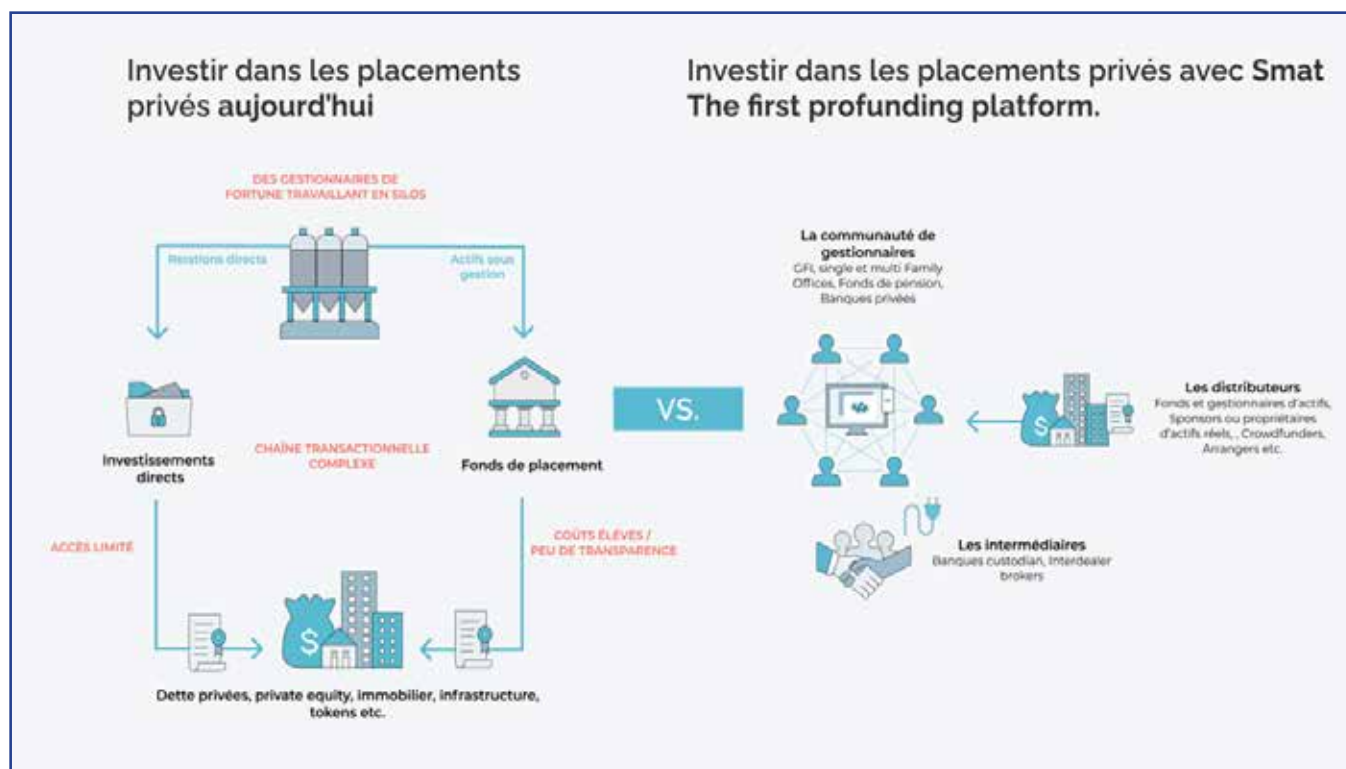 Investir dans les placements
privés aujourd'hui
DES GESTIONNAIRES DE
FORTUNE TRAVAILLANT EN SILOS
Relations directs
Actifs sous
gestion
Investissements
directs
CHAÎNE TRANSACTIONNELLE
COMPLEXE
Fonds de placement
ACCÈS LIMITÉ
COÛTS ÉLEVÉS /
PEU DE TRANSPARENCE
$
Dette privées, private equity, immobilier, infrastructure,
tokens etc.
VS.
Investir dans les placements privés avec Smat
The first profunding platform.
La communauté de
gestionnaires
GFI, single et multi Family
Offices, Fonds de pension,
Banques privées
</>
$
Les distributeurs
Fonds et gestionnaires d'actifs,
Sponsors ou propriétaires
d'actifs réels, , Crowdfunders,
Arrangers etc.
Les intermédiaires
Banques custodian, Interdealer
brokers